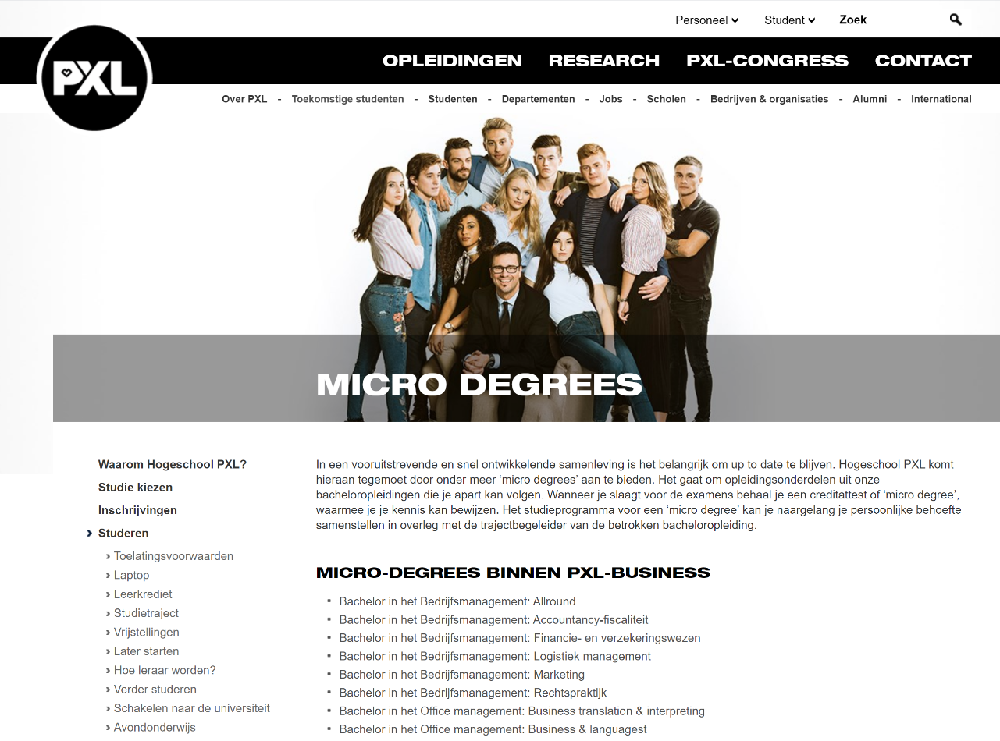 Personeel
Student
Zoek
PXL
OPLEIDINGEN RESEARCH PXL-CONGRESS CONTACT
Over PXL - Toekomstige studenten - Studenten - Departementen - Jobs - Scholen - Bedrijven & organisaties - Alumni - International
MICRO DEGREES
Waarom Hogeschool PXL?
Studie kiezen
Inschrijvingen
› Studeren
› Toelatingsvoorwaarden
› Laptop
› Leerkrediet
› Studietraject
› Vrijstellingen
› Later starten
› Hoe leraar worden?
› Verder studeren
› Schakelen naar de universiteit
› Avondonderwijs
In een vooruitstrevende en snel ontwikkelende samenleving is het belangrijk om up to date te blijven. Hogeschool PXL komt
hieraan tegemoet door onder meer ‘micro degrees’ aan te bieden. Het gaat om opleidingsonderdelen uit onze
bacheloropleidingen die je apart kan volgen. Wanneer je slaagt voor de examens behaal je een creditattest of ‘micro degree’,
waarmee je je kennis kan bewijzen. Het studieprogramma voor een ‘micro degree’ kan je naargelang je persoonlijke behoefte
samenstellen in overleg met de trajectbegeleider van de betrokken bacheloropleiding.
MICRO-DEGREES BINNEN PXL-BUSINESS
• Bachelor in het Bedrijfsmanagement: Allround
• Bachelor in het Bedrijfsmanagement: Accountancy-fiscaliteit
• Bachelor in het Bedrijfsmanagement: Financie- en verzekeringswezen
• Bachelor in het Bedrijfsmanagement: Logistiek management
• Bachelor in het Bedrijfsmanagement: Marketing
• Bachelor in het Bedrijfsmanagement: Rechtspraktijk
• Bachelor in het Office management: Business translation & interpreting
• Bachelor in het Office management: Business & languagest